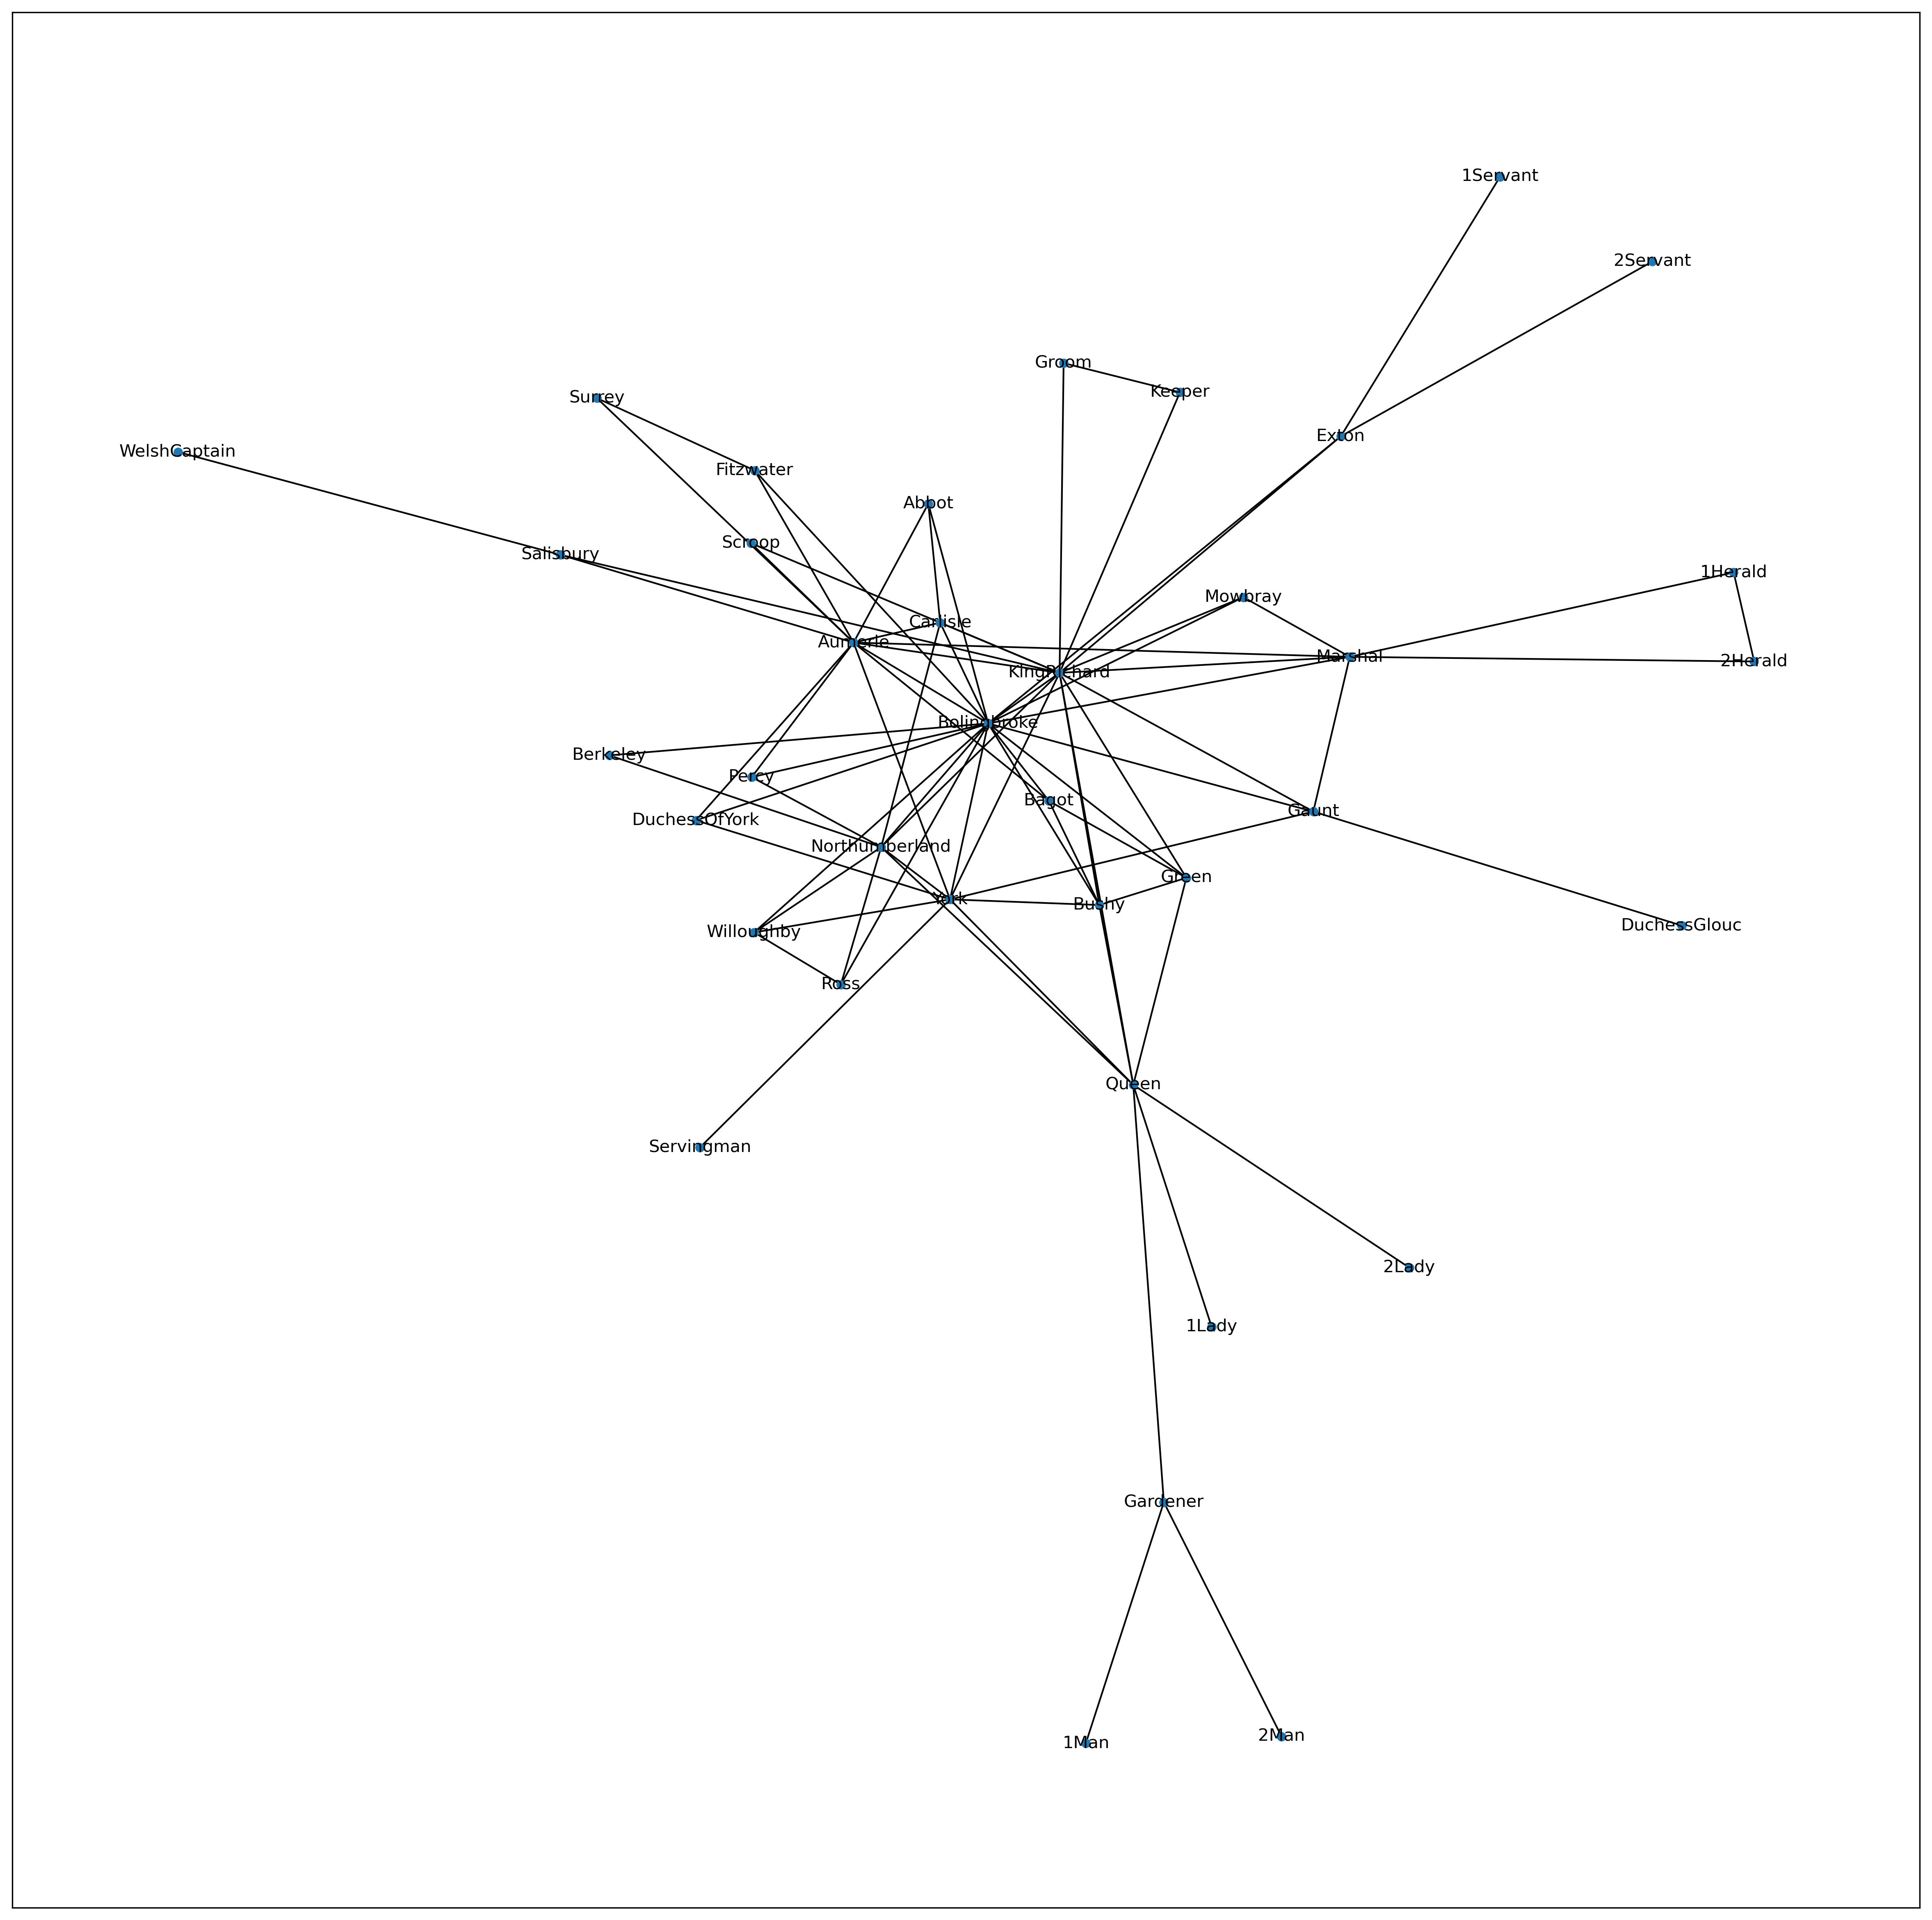 1Servant
2Servant
Groom
Keeper
Surrey
Exton
WelshCaptain
Fitzwater
Abbot
Scroop
Salisbury
1Herald
Mowbray
Carlisle
Aumerle
Marshal
2Herald
KingRichard
Bolingbroke
Berkeley
Percy
Bagot
Gaunt
DuchessOfYork
Northumberland
Green
York
Bushy
DuchessGlouc
Willoughby
Ross
Queen
Servingman
2Lady
1Lady
Gardener
2Man
1Man